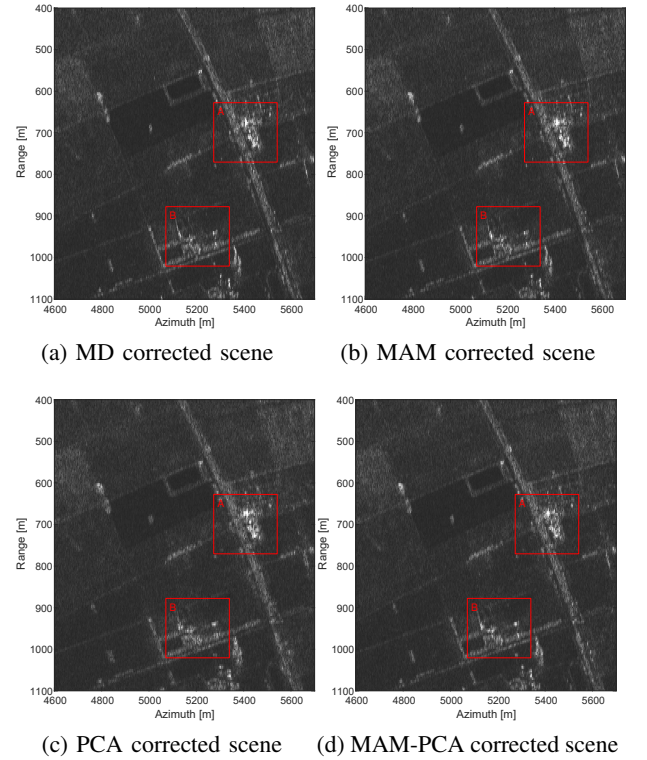 400
500
600
700
800
900
1000
1100
Range [m]
A
B
4600 4800 5000 5200 5400 5600
Azimuth [m]
(a) MD corrected scene
400
500
600
700
800
900
1000
1100
Range [m]
A
B
4600 4800 5000 5200 5400 5600
Azimuth [m]
(b) MAM corrected scene
400
500
600
700
800
900
1000
1100
Range [m]
A
B
4600 4800 5000 5200 5400 5600
Azimuth [m]
(c) PCA corrected scene
400
500
600
700
800
900
1000
1100
Range [m]
A
B
4600 4800 5000 5200 5400 5600
Azimuth [m]
(d) MAM-PCA corrected scene